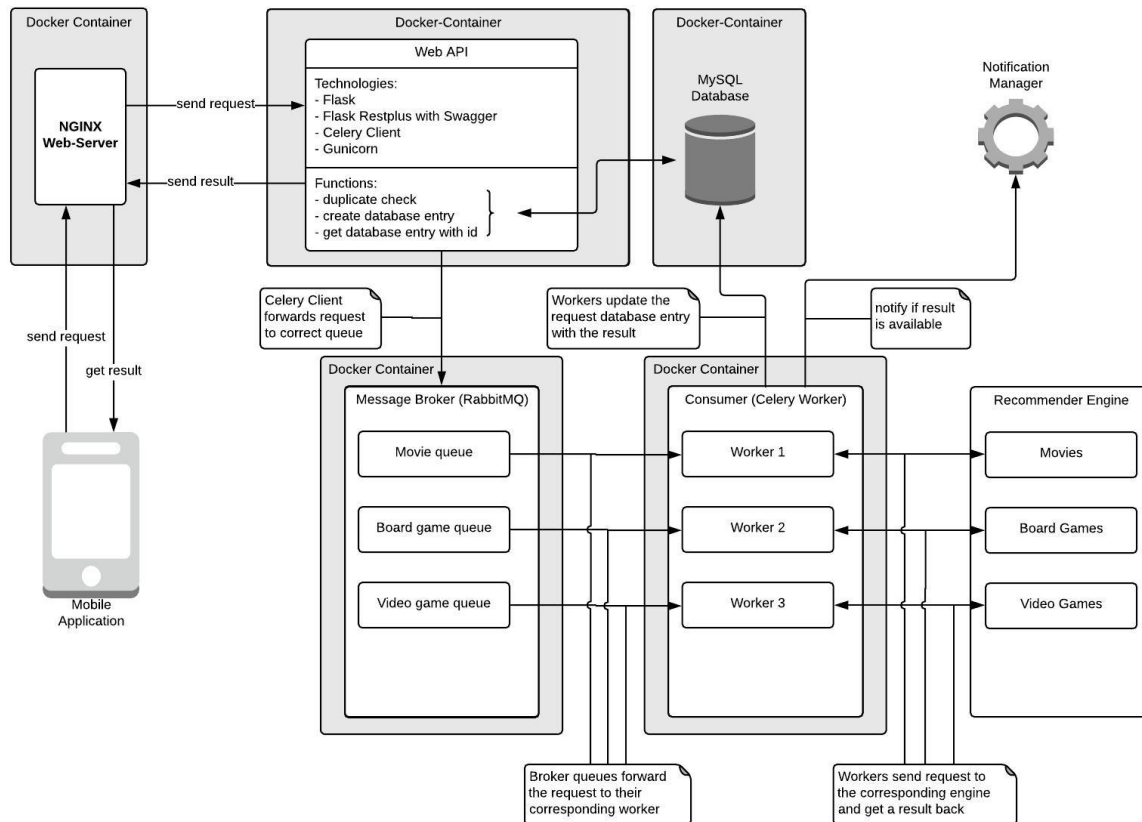 Docker Container
NGINX
Web-Server
send request
send result
send request
get result
Mobile
Application
Docker-Container
Web API
Technologies:
- Flask
- Flask Restplus with Swagger
- Celery Client
- Gunicorn
Functions:
- duplicate check
- create database entry
- get database entry with id
Docker-Container
MySQL
Database
Notification
Manager
Celery Client
forwards request
to correct queue
Workers update the
request database entry
with the result
notify if result
is available
Docker Container
Message Broker (RabbitMQ)
Movie queue
Board game queue
Video game queue
Docker Container
Consumer (Celery Worker)
Worker 1
Worker 2
Worker 3
Recommender Engine
Movies
Board Games
Video Games
Broker queues forward
the request to their
corresponding worker
Workers send request to
the corresponding engine
and get a result back